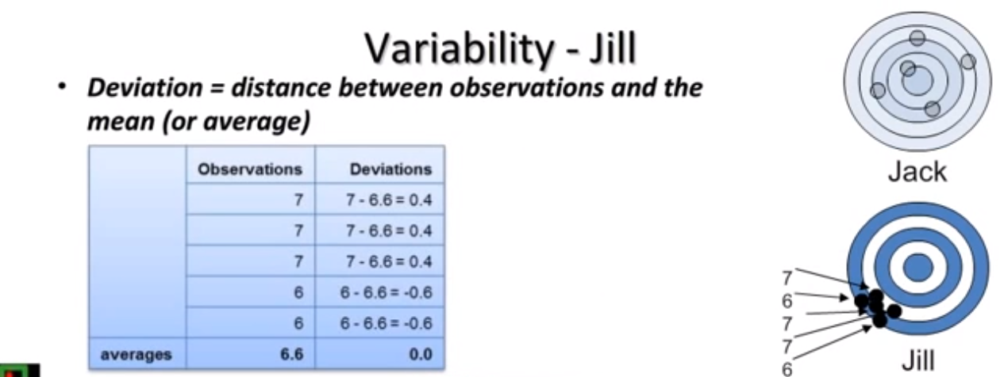 Variability - Jill
• Deviation = distance between observations and the
mean (or average)
Observations Deviations
7 7 - 6.6 = 0.4
7 7 - 6.6 = 0.4
7 7 - 6.6 = 0.4
6 6 - 6.6 = -0.6
6 6 - 6.6 = -0.6
averages 6.6 0.0
Jack
7
6
7
7
6
Jill